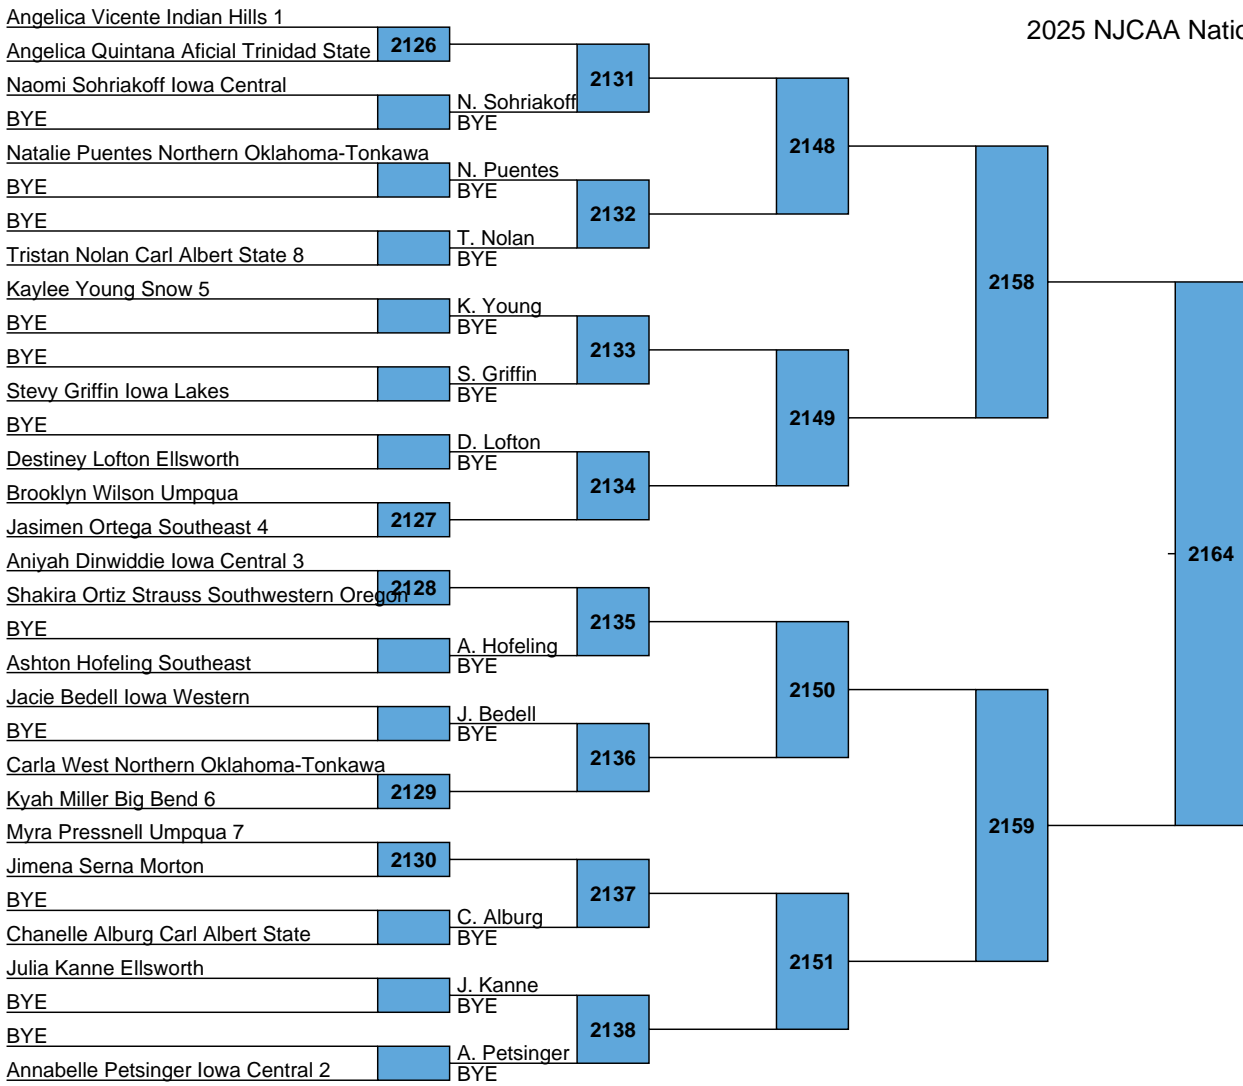 2025 NJCAA Natio
Angelica Vicente Indian Hills 1
2126
Angelica Quintana Aficial Trinidad State
2131
Naomi Sohriakoff Iowa Central
N. Sohriakoff
BYE
BYE
2148
Natalie Puentes Northern Oklahoma-Tonkawa
N. Puentes
BYE
BYE
2132
BYE
T. Nolan
Tristan Nolan Carl Albert State 8
BYE
2158
Kaylee Young Snow 5
K. Young
BYE
BYE
2133
BYE
S. Griffin
Stevy Griffin Iowa Lakes
BYE
2149
BYE
D. Lofton
Destiney Lofton Ellsworth
BYE
2134
Brooklyn Wilson Umpqua
2127
Jasimen Ortega Southeast 4
2164
Aniyah Dinwiddie Iowa Central 3
2128
Shakira Ortiz Strauss Southwestern Oregon
2135
BYE
A. Hofeling
Ashton Hofeling Southeast
BYE
2150
Jacie Bedell Iowa Western
J. Bedell
BYE
BYE
2136
Carla West Northern Oklahoma-Tonkawa
2129
Kyah Miller Big Bend 6
2159
Myra Pressnell Umpqua 7
2130
Jimena Serna Morton
2137
BYE
C. Alburg
Chanelle Alburg Carl Albert State
BYE
2151
Julia Kanne Ellsworth
J. Kanne
BYE
BYE
2138
BYE
A. Petsinger
Annabelle Petsinger Iowa Central 2
BYE